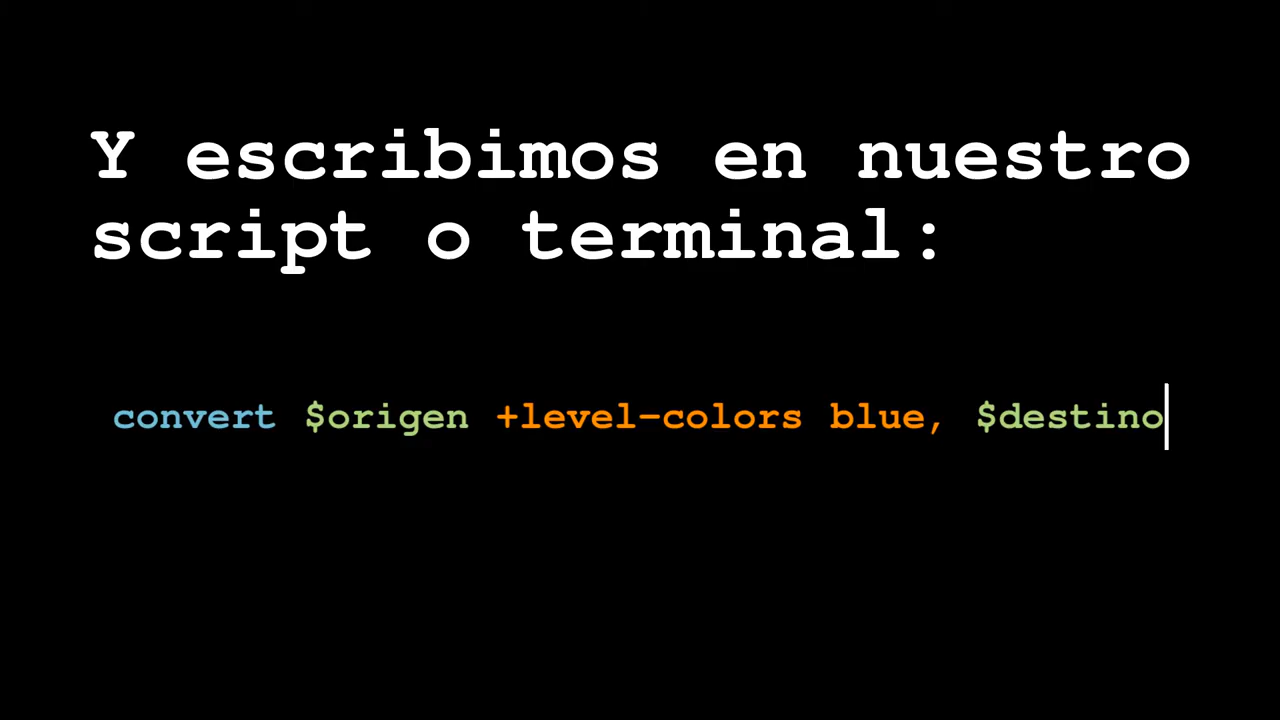 Y escribimos en nuestro
script o terminal:
convert $origen +level-colors blue, $destino